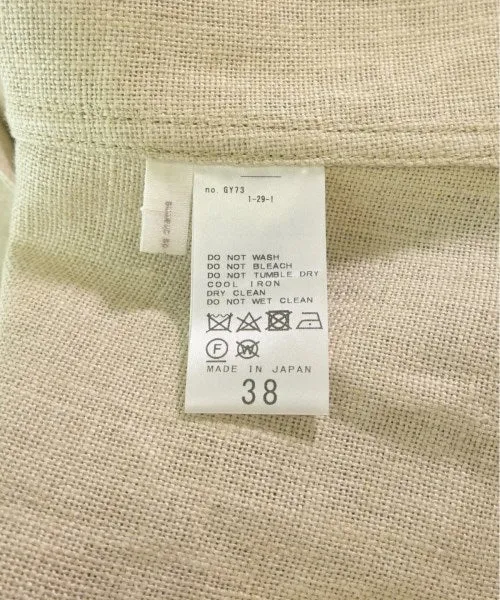 no. GY73
1-29-1
DO NOT WASH
DO NOT BLEACH
DO NOT TUMBLE DRY
COOL IRON
DRY CLEAN
DO NOT WET CLEAN
F W
MADE IN JAPAN
38